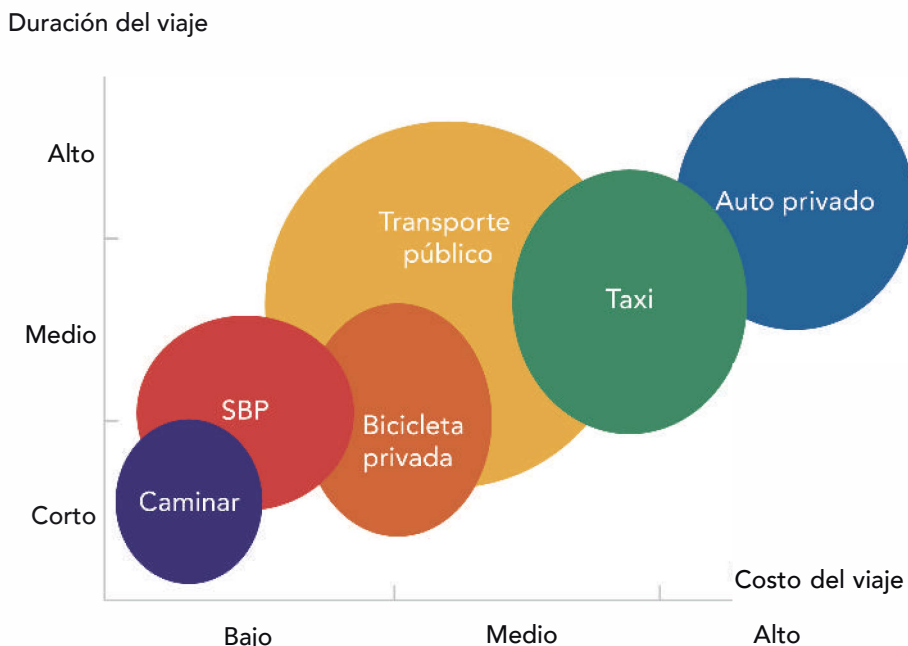 Duración del viaje
Alto
Transporte
público
Auto privado
Taxi
Medio
SBP
Bicicleta
privada
Caminar
Corto
Costo del viaje
Bajo
Medio
Alto